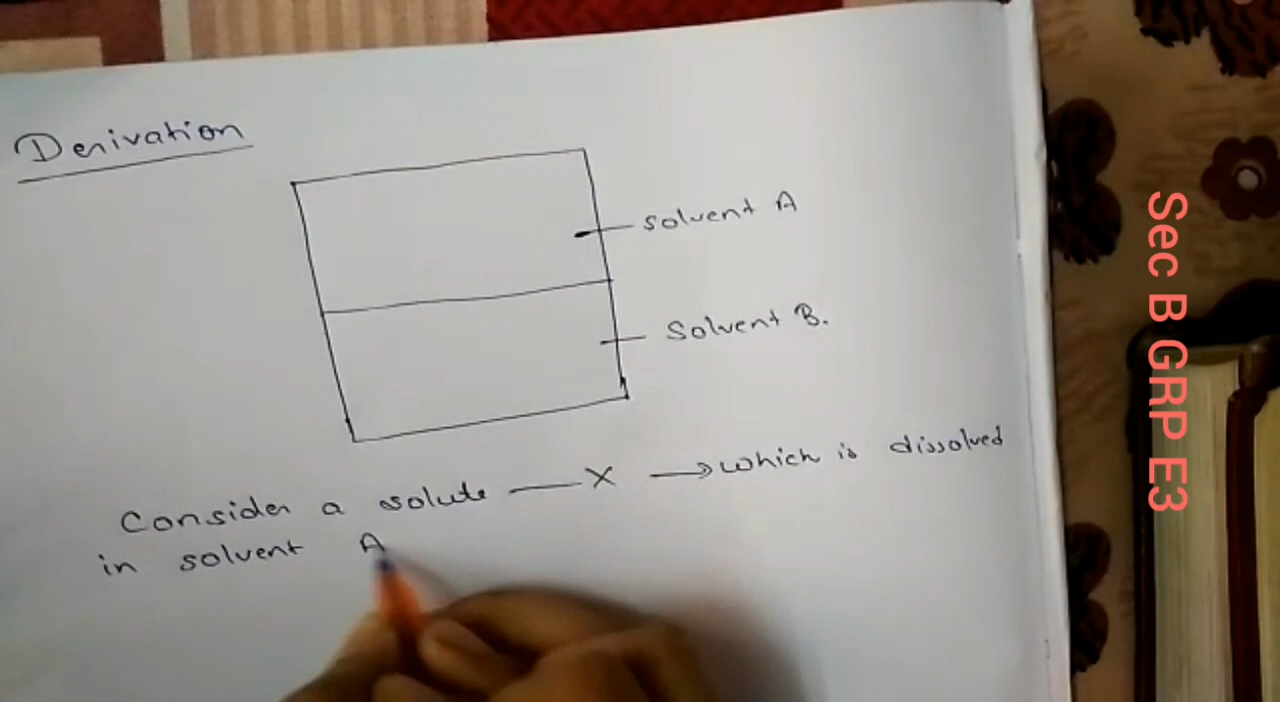 Derivation
solvent A
Solvent B.
Consider a solute — X → which is dissolved
in solvent A
Sec B GRP E3